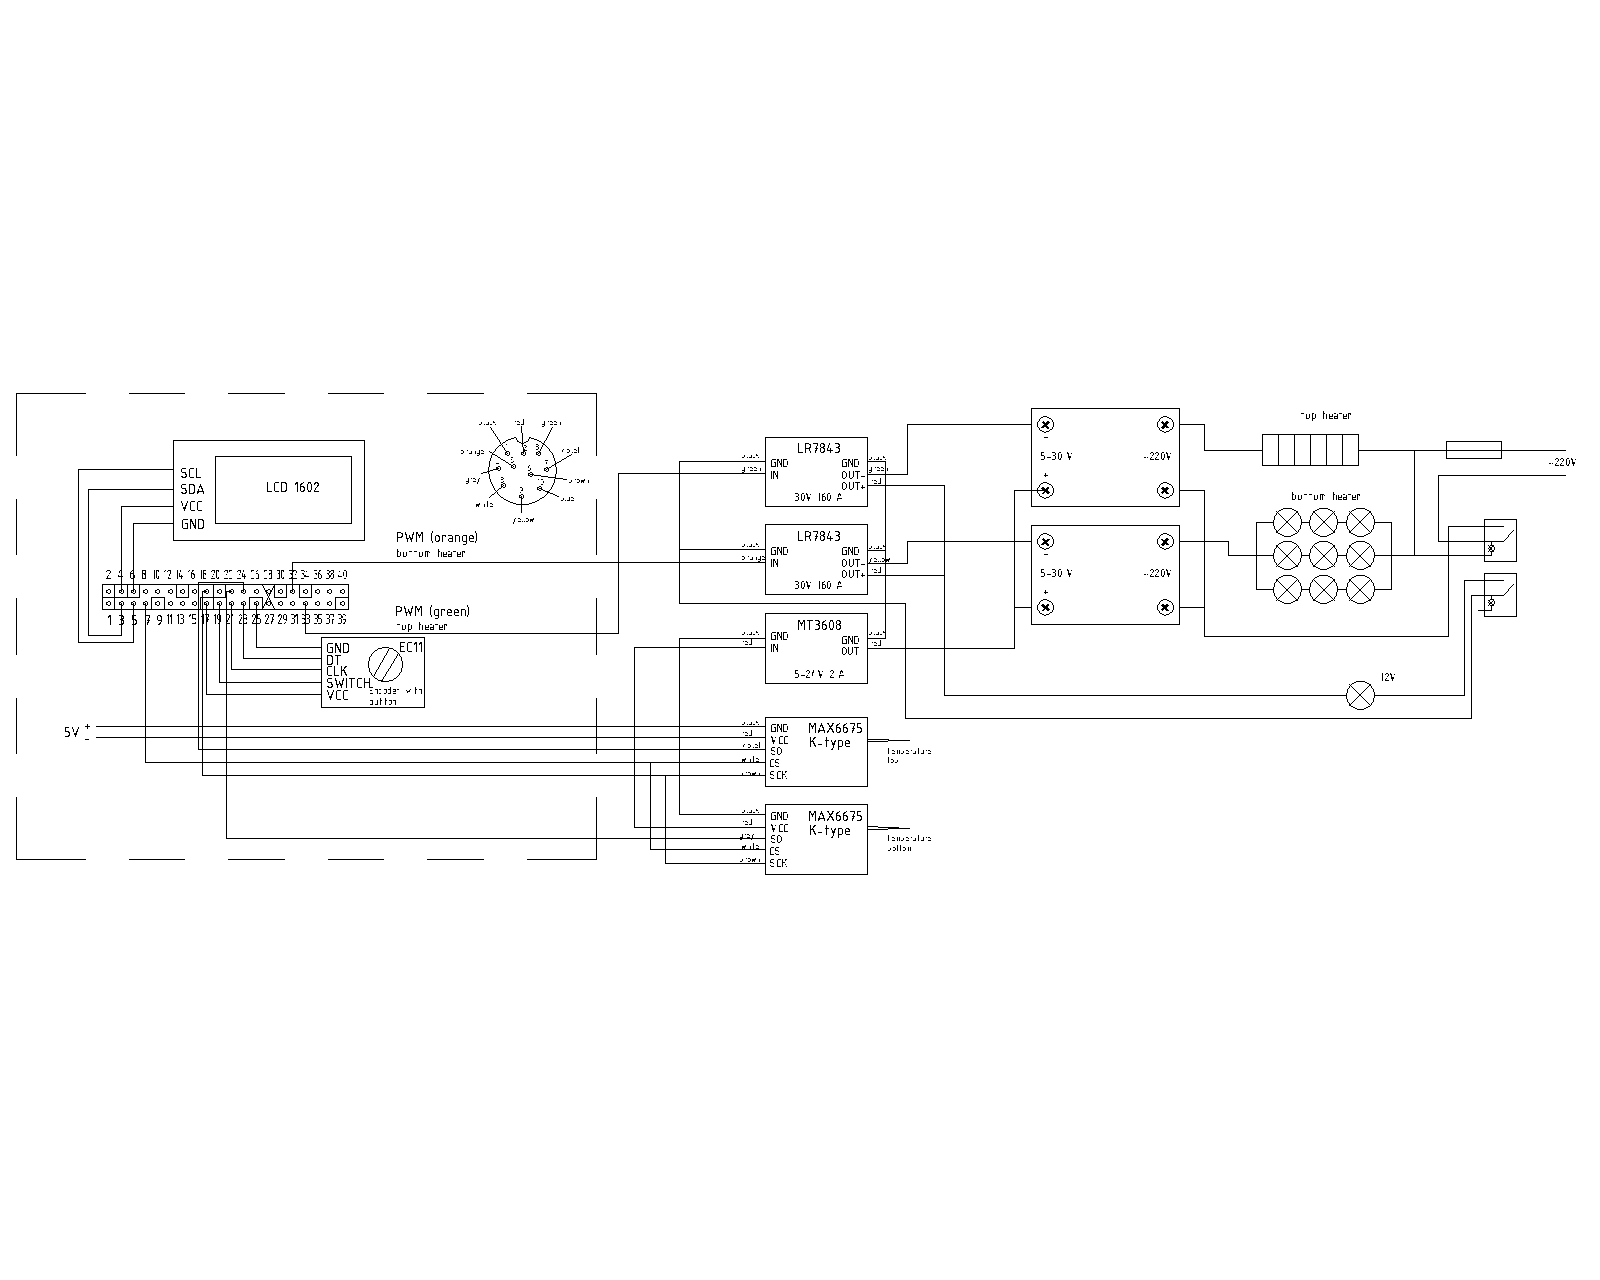 SCL
SDA
VCC
GND
LCD 1602
black red green
orange violet
gray brown
white blue
yellow
PWM (orange)
bottom heater
2 4 6 8 10 12 14 16 18 20 22 24 26 28 30 32 34 36 38 40
1 3 5 7 9 11 13 15 17 19 21 23 25 27 29 31 33 35 37 39
PWM (green)
top heater
GND
DT
CLK
SWITCH
VCC
EC11
Encoder with
button
5V + -
LR7843
black GND GND black
green IN OUT- green
OUT+ red
30V 160 A
LR7843
black GND GND black
orange IN OUT- yellow
OUT+ red
30V 160 A
MT3608
black GND GND black
red IN OUT red
5-27 V 2 A
MAX6675
K-type
black GND
red VCC
violet SO
white CS
brown SCK
Temperature
top
MAX6675
K-type
black GND
red VCC
gray SO
white CS
brown SCK
Temperature
bottom
-
5-30 V ~220V
+
-
5-30 V ~220V
+
top heater
bottom heater
~220V
12V